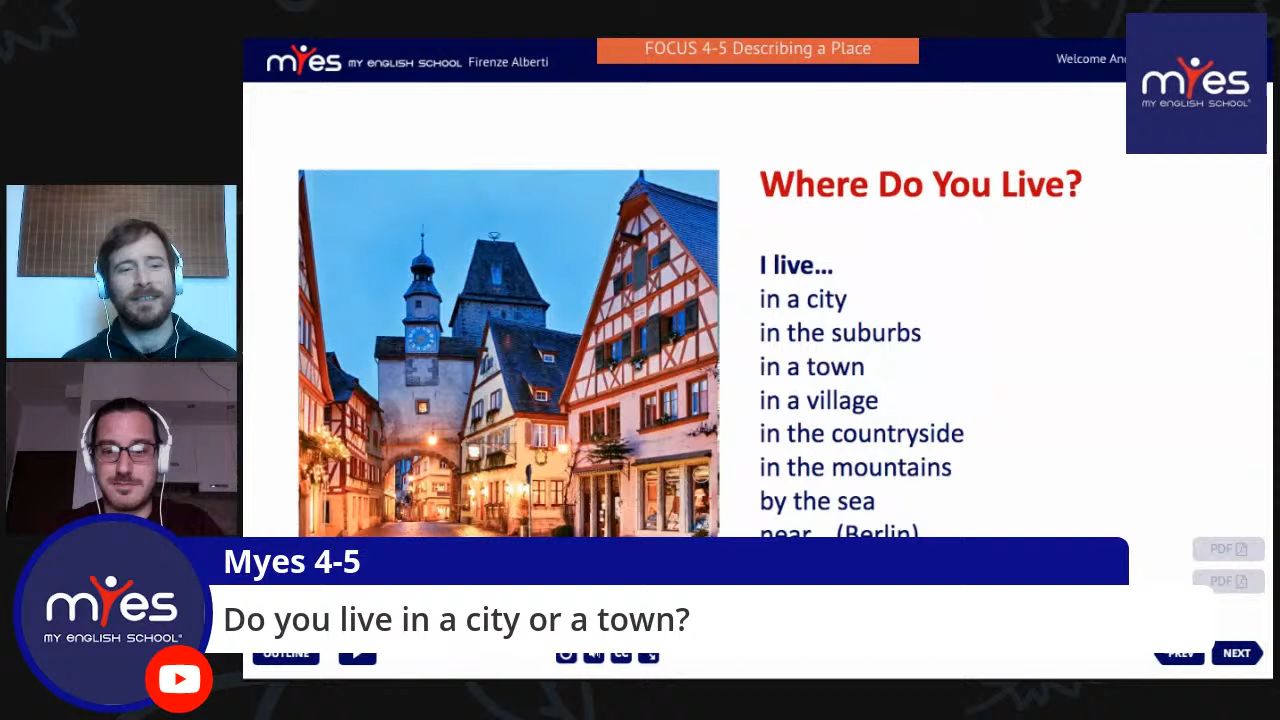 myes MY ENGLISH SCHOOL Firenze Alberti
FOCUS 4-5 Describing a Place
Welcome
myes
MY ENGLISH SCHOOL
Where Do You Live?
I live...
in a city
in the suburbs
in a town
in a village
in the countryside
in the mountains
by the sea
near... (Berlin)
PDF
PDF
Myes 4-5
Do you live in a city or a town?
myes
MY ENGLISH SCHOOL
OUTLINE
CC
PREV
NEXT